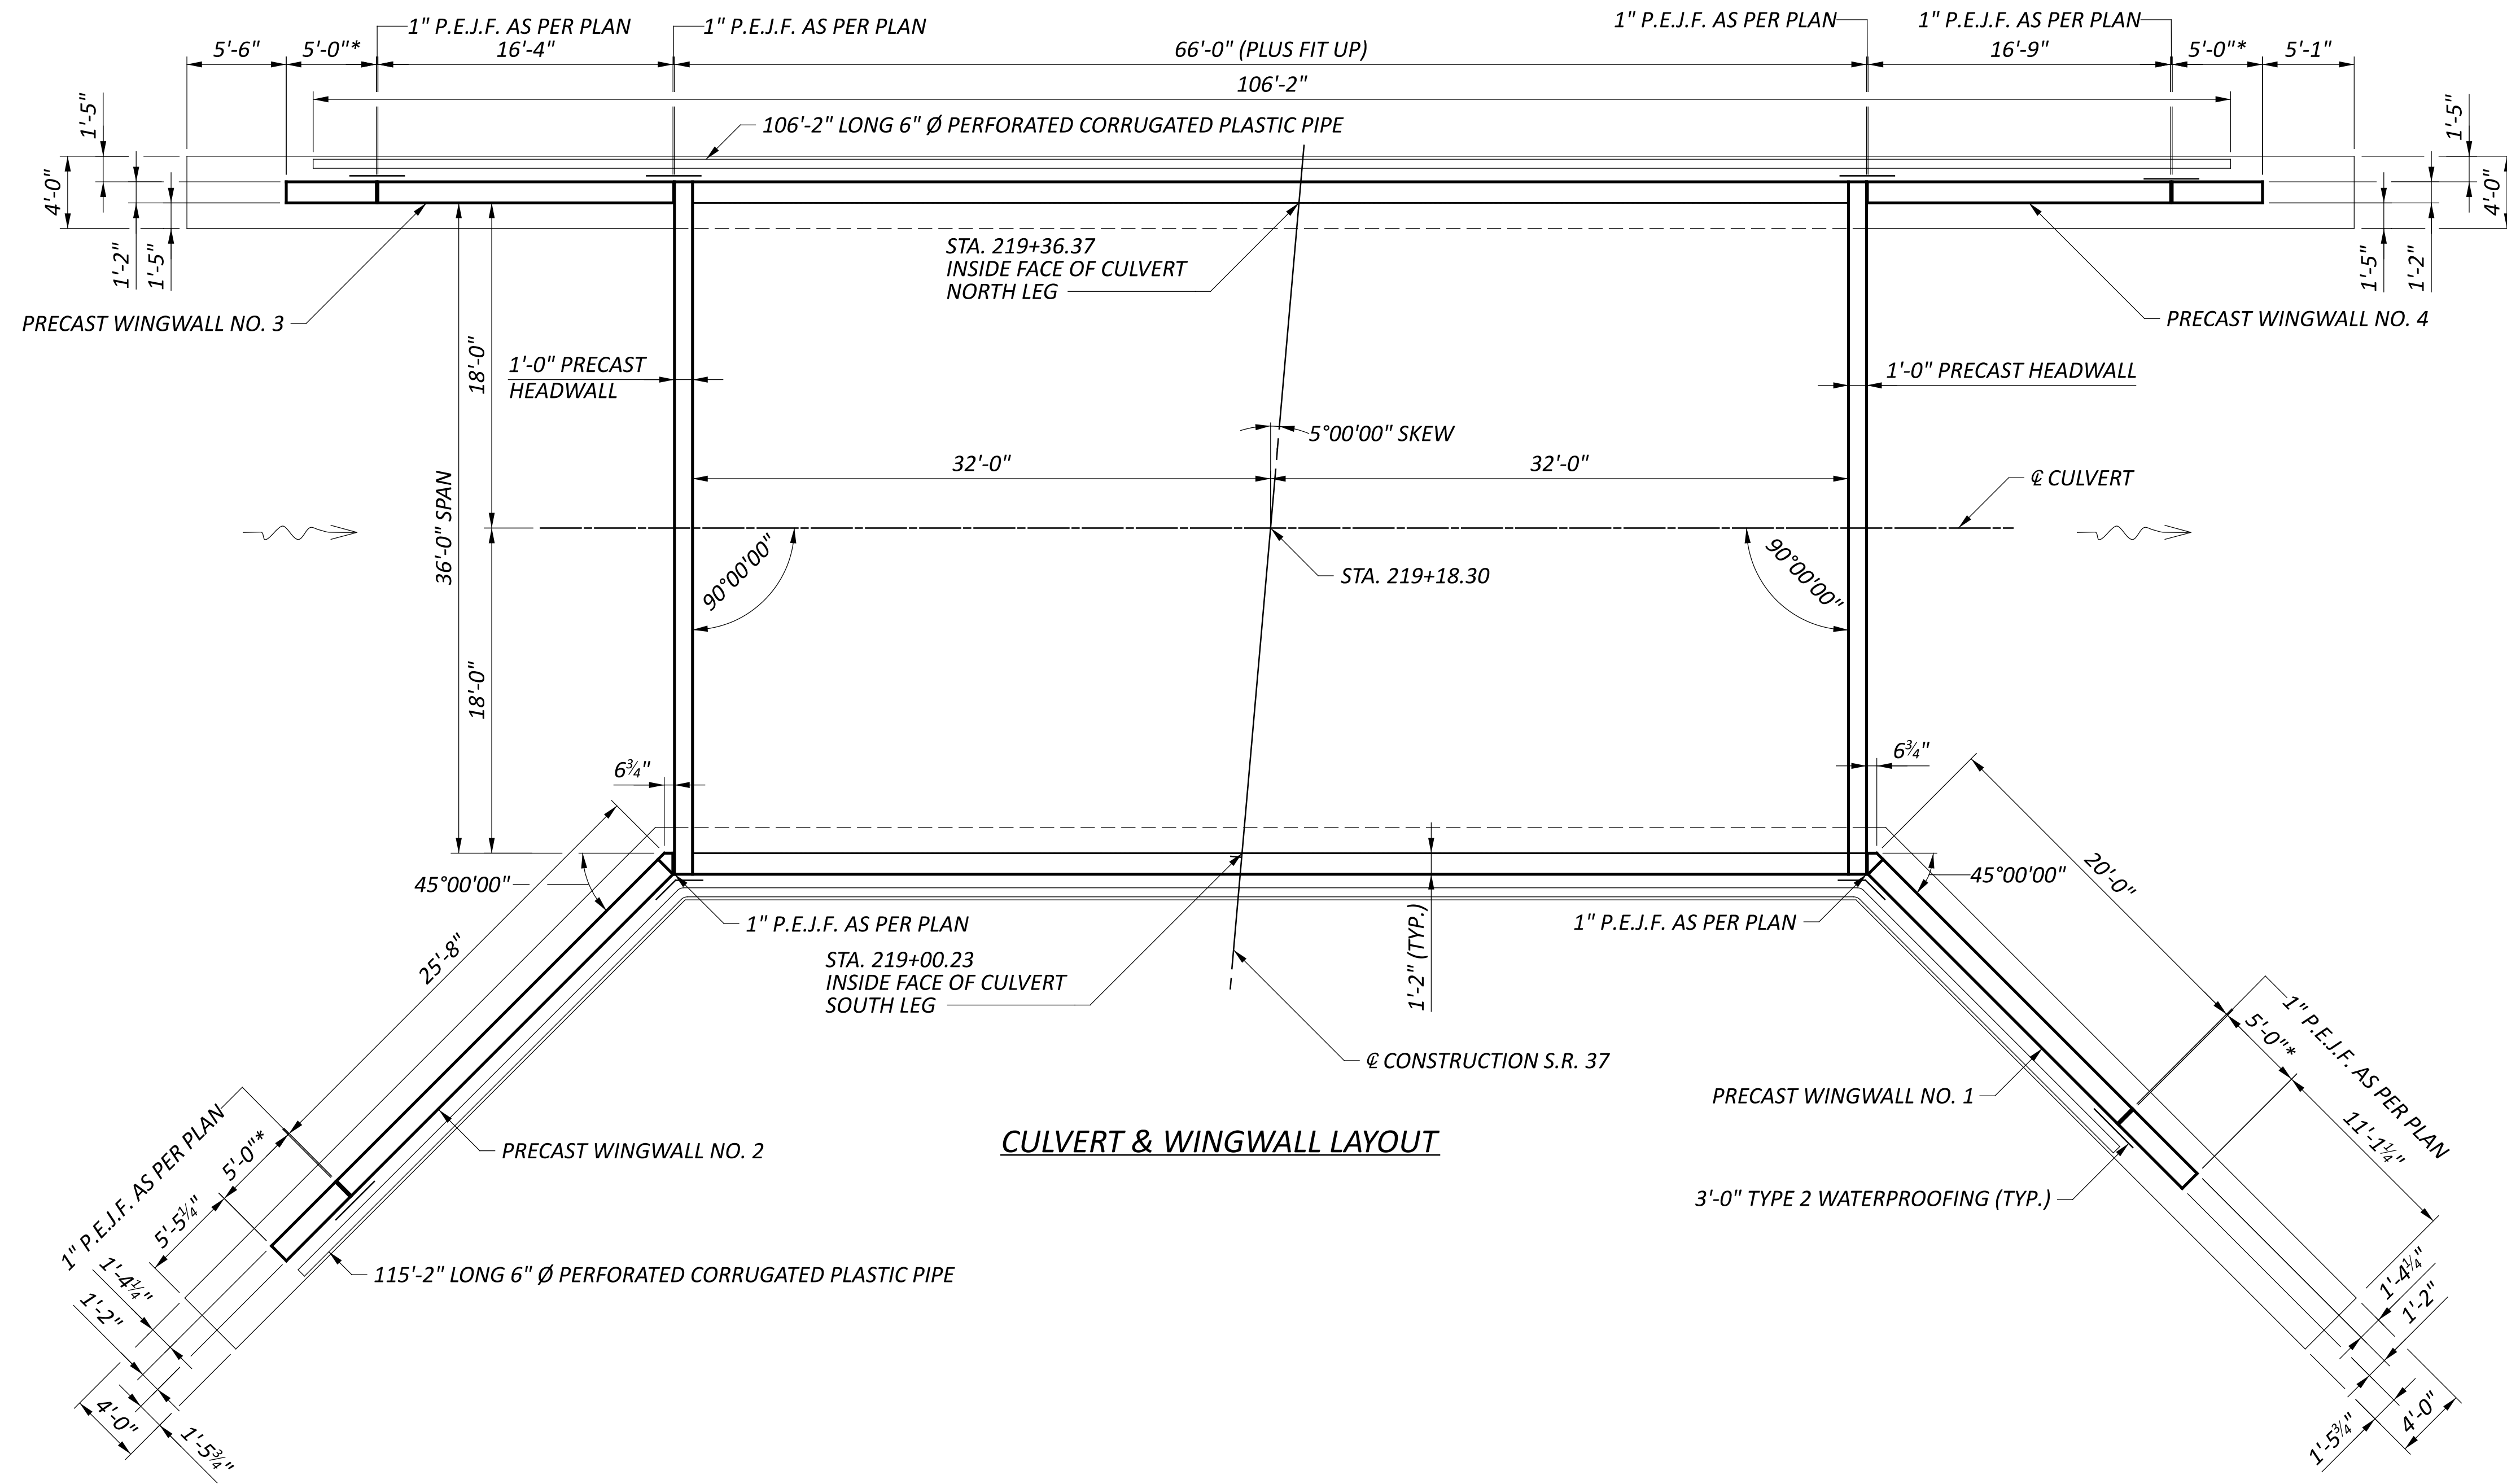 1" P.E.J.F. AS PER PLAN
1" P.E.J.F. AS PER PLAN
1" P.E.J.F. AS PER PLAN
1" P.E.J.F. AS PER PLAN
5'-6"
5'-0"*
16'-4"
66'-0" (PLUS FIT UP)
16'-9"
5'-0"*
5'-1"
106'-2"
106'-2" LONG 6" Ø PERFORATED CORRUGATED PLASTIC PIPE
1'-5"
4'-0"
1'-2"
1'-5"
1'-5"
4'-0"
1'-5"
1'-2"
STA. 219+36.37
INSIDE FACE OF CULVERT
NORTH LEG
PRECAST WINGWALL NO. 3
PRECAST WINGWALL NO. 4
18'-0"
1'-0" PRECAST
HEADWALL
1'-0" PRECAST HEADWALL
5°00'00" SKEW
32'-0"
32'-0"
℄ CULVERT
36'-0" SPAN
90°00'00"
90°00'00"
STA. 219+18.30
18'-0"
6¾"
6¾"
45°00'00"
45°00'00"
20'-0"
25'-8"
1" P.E.J.F. AS PER PLAN
1" P.E.J.F. AS PER PLAN
1'-2" (TYP.)
STA. 219+00.23
INSIDE FACE OF CULVERT
SOUTH LEG
℄ CONSTRUCTION S.R. 37
1" P.E.J.F. AS PER PLAN
5'-0"*
PRECAST WINGWALL NO. 1
PRECAST WINGWALL NO. 2
CULVERT & WINGWALL LAYOUT
11'-1¼"
1" P.E.J.F. AS PER PLAN
5'-0"*
5'-5¼"
3'-0" TYPE 2 WATERPROOFING (TYP.)
115'-2" LONG 6" Ø PERFORATED CORRUGATED PLASTIC PIPE
1'-4¼"
1'-2"
4'-0"
1'-5¾"
1'-4¼"
1'-2"
4'-0"
1'-5¾"